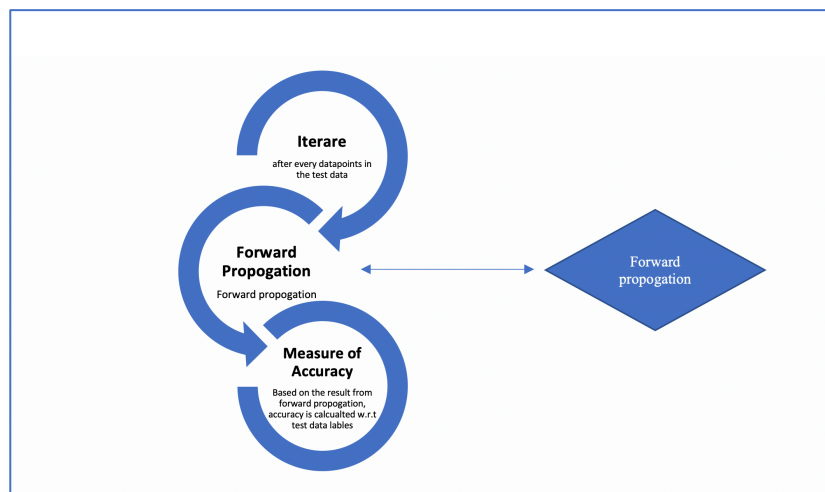 Iterare
after every datapoints in
the test data
Forward
Propogation
Forward propogation
Measure of
Accuracy
Based on the result from
forward propogation,
accuracy is calcualted w.r.t
test data lables
Forward
propogation